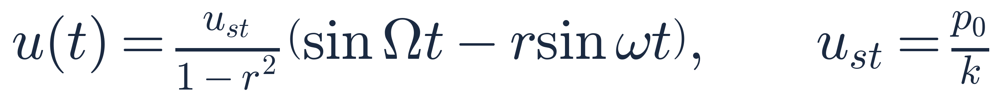 u(t) = \frac{u_{st}}{1 - r^2} (\sin \Omega t - r \sin \omega t), \qquad u_{st} = \frac{p_0}{k}